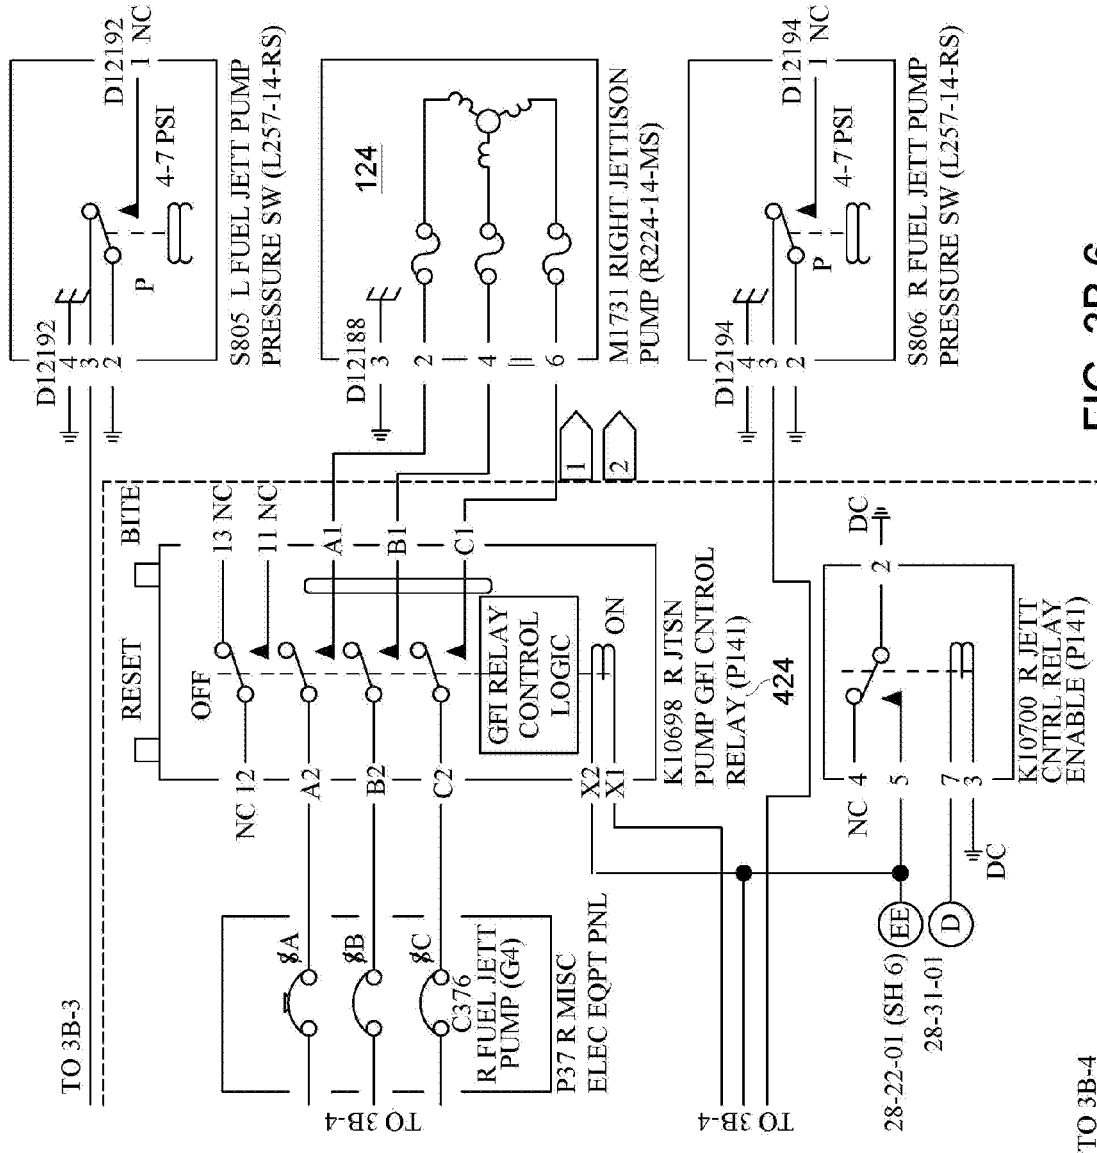 D12192
1 NC
4-7 PSI
P
D12192
4
3
2
S805 L FUEL JETT PUMP
PRESSURE SW (L257-14-RS)
124
D12188
3
2
4
6
M1731 RIGHT JETTISON
PUMP (R224-14-MS)
D12194
1 NC
4-7 PSI
P
D12194
4
3
2
S806 R FUEL JETT PUMP
PRESSURE SW (L257-14-RS)
1
2
BITE
RESET
13 NC
11 NC
OFF
A1
B1
C1
NC 12
A2
B2
C2
GFI RELAY
CONTROL
LOGIC
ON
X2
X1
K10698 R JTSN
PUMP GFI CNTROL
RELAY (P141)
424
DC
2
NC 4
5
7
3
DC
K10700 R JETT
CNTRL RELAY
ENABLE (P141)
8A
8B
8C
C376
R FUEL JETT
PUMP (G4)
P37 R MISC
ELEC EQPT PNL
TO 3B-3
TO 3B-4
TO 3B-4
EE
28-22-01 (SH 6)
D
28-31-01
TO 3B-4